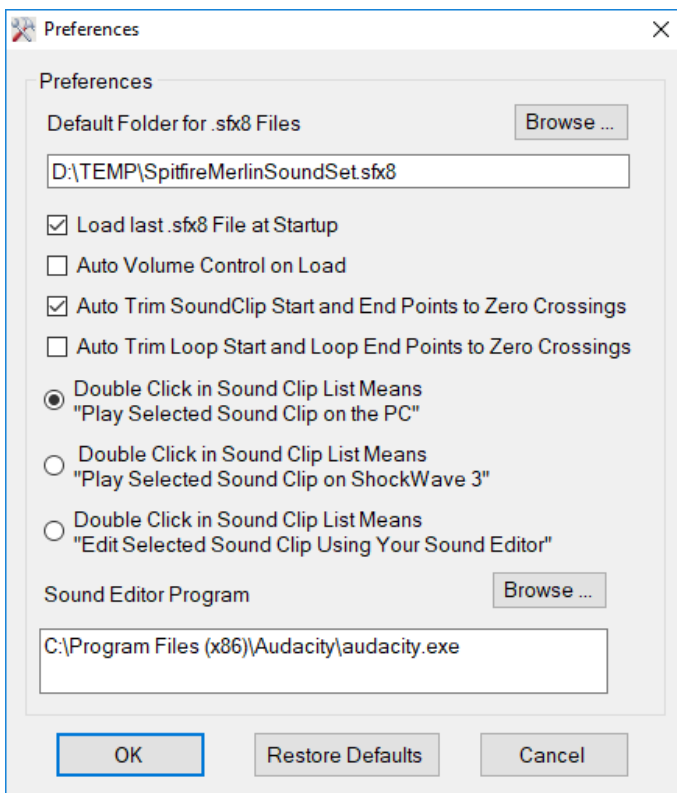 Preferences
Preferences
Default Folder for .sfx8 Files
Browse ...
D:\TEMP\SpitfireMerlinSoundSet.sfx8
Load last .sfx8 File at Startup
Auto Volume Control on Load
Auto Trim SoundClip Start and End Points to Zero Crossings
Auto Trim Loop Start and Loop End Points to Zero Crossings
Double Click in Sound Clip List Means
"Play Selected Sound Clip on the PC"
Double Click in Sound Clip List Means
"Play Selected Sound Clip on ShockWave 3"
Double Click in Sound Clip List Means
"Edit Selected Sound Clip Using Your Sound Editor"
Sound Editor Program
Browse ...
C:\Program Files (x86)\Audacity\audacity.exe
OK
Restore Defaults
Cancel